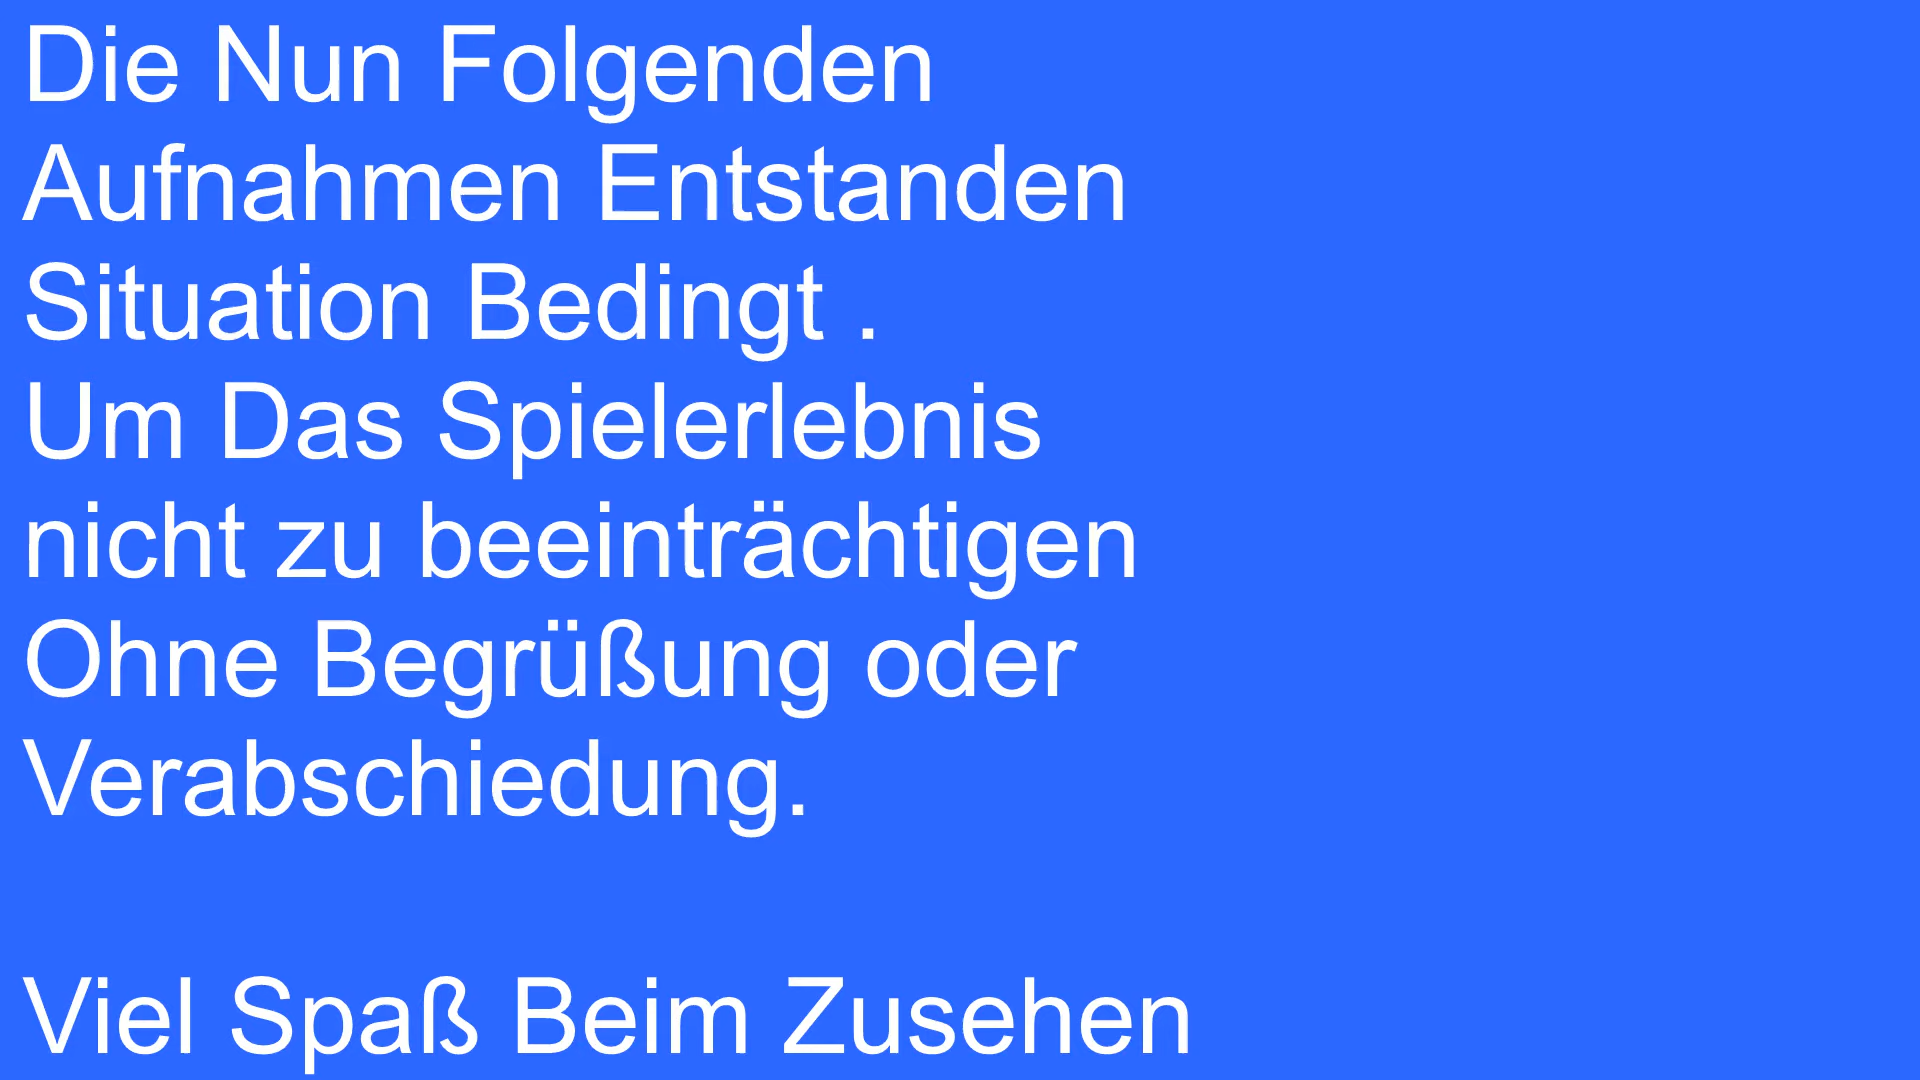 Die Nun Folgenden
Aufnahmen Entstanden
Situation Bedingt .
Um Das Spielerlebnis
nicht zu beeinträchtigen
Ohne Begrüßung oder
Verabschiedung.
Viel Spaß Beim Zusehen